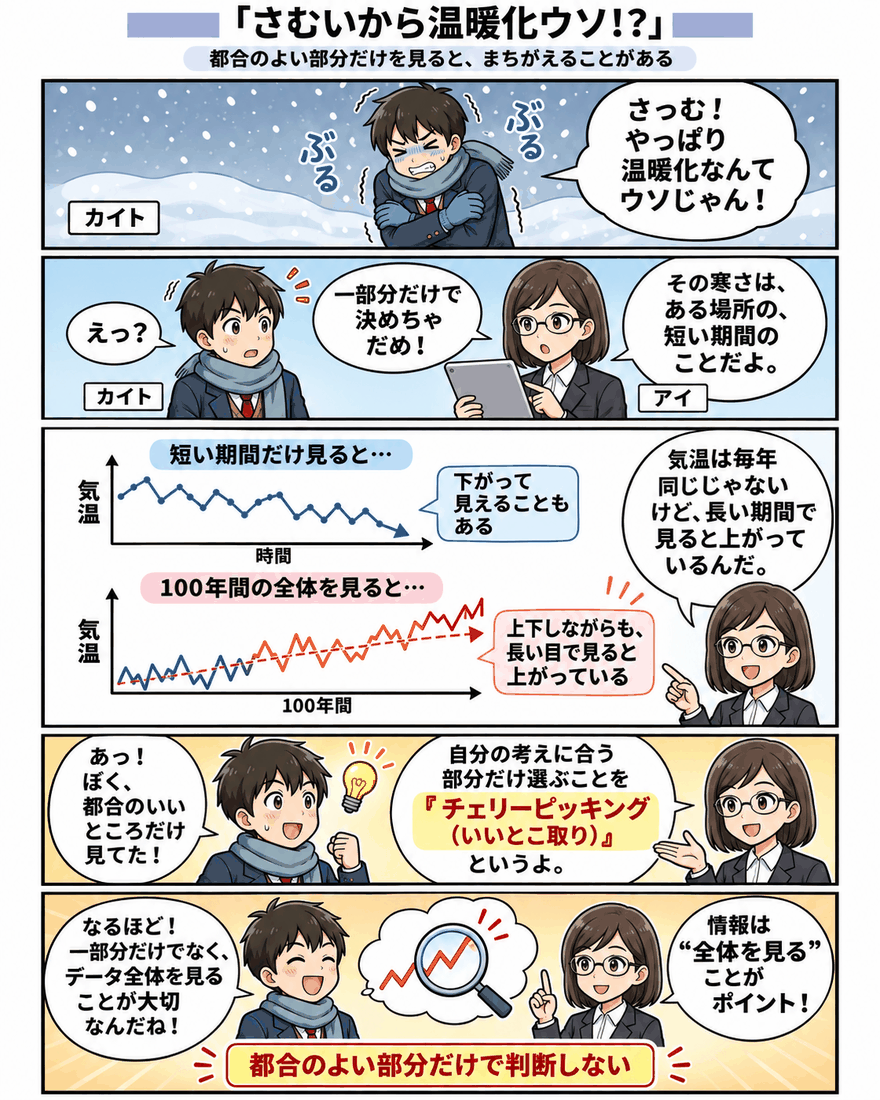 「さむいから温暖化ウソ!?」
都合のよい部分だけを見ると、まちがえることがある
ぶる
ぶる
さっむ！
やっぱり
温暖化なんて
ウソじゃん！
カイト
えっ？
カイト
一部分だけで
決めちゃ
だめ！
その寒さは、
ある場所の、
短い期間の
ことだよ。
アイ
短い期間だけ見ると…
気温
時間
下がって
見えることも
ある
気温は毎年
同じじゃない
けど、長い期間で
見ると上がって
いるんだ。
100年間の全体を見ると…
気温
100年間
上下しながらも、
長い目で見ると
上がっている
あっ！
ぼく、
都合のいい
ところだけ
見てた！
自分の考えに合う
部分だけ選ぶことを
『チェリーピッキング
（いいとこ取り）』
というよ。
なるほど！
一部分だけでなく、
データ全体を見る
ことが大切
なんだね！
情報は
“全体を見る”
ことが
ポイント！
都合のよい部分だけで判断しない